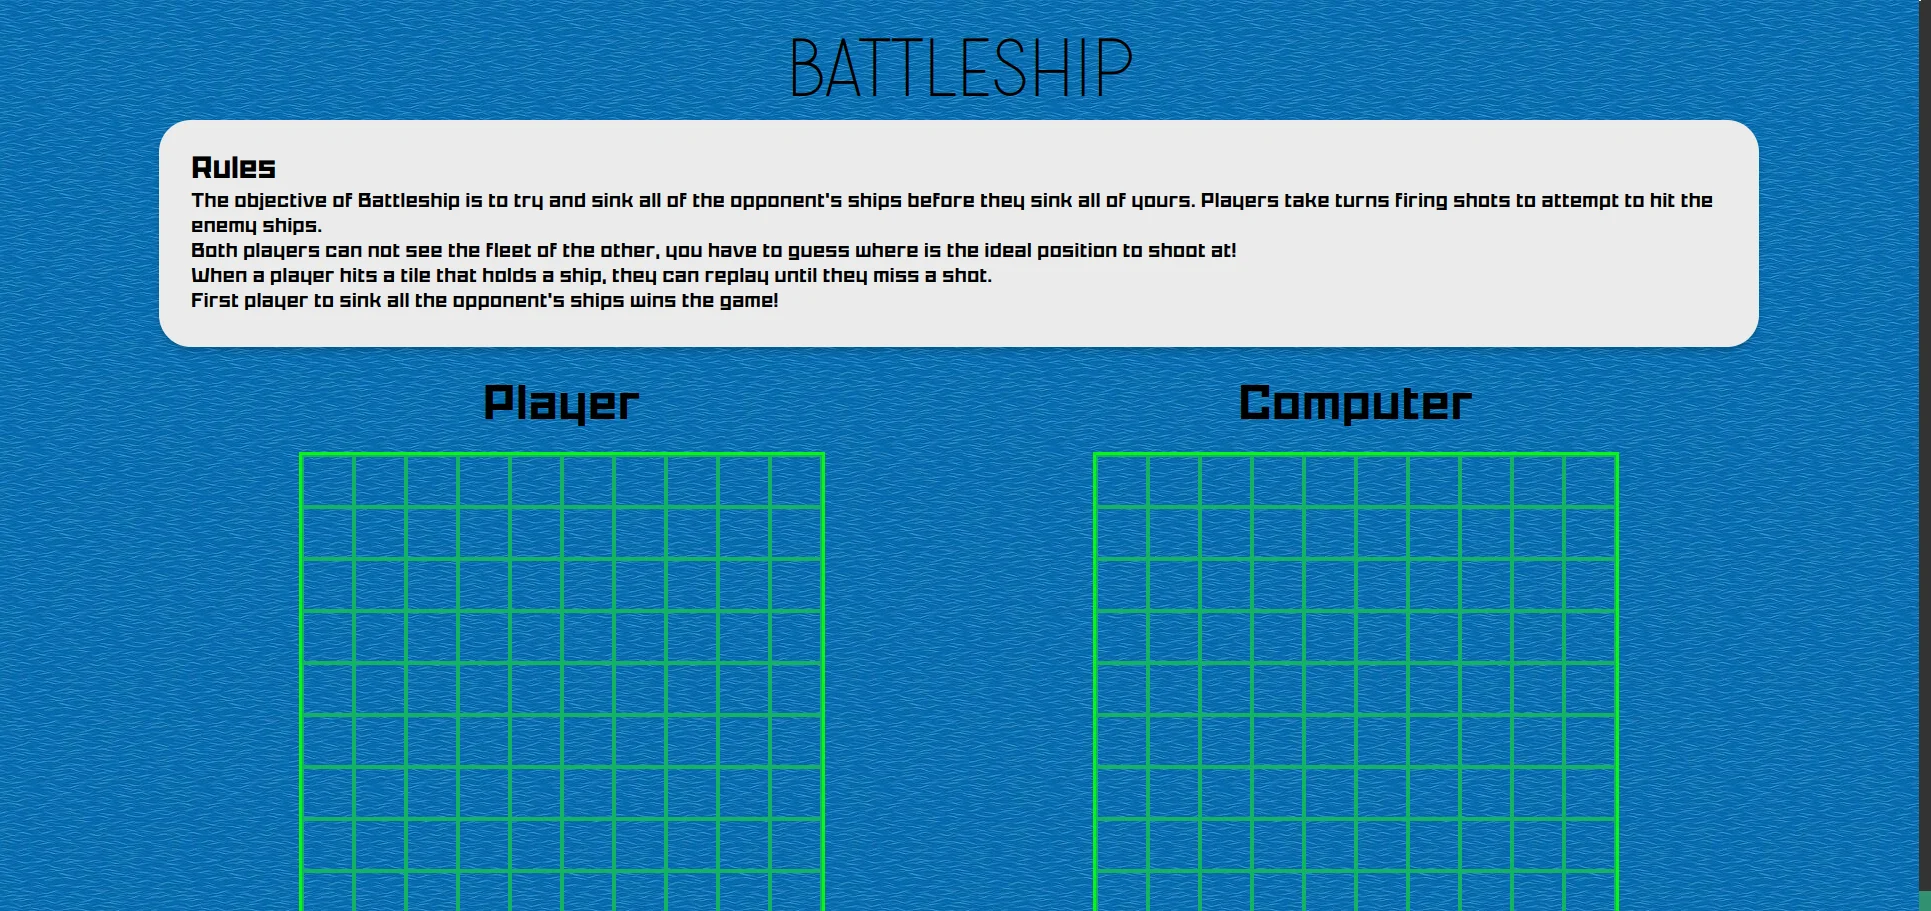 BATTLESHIP
Rules
The objective of Battleship is to try and sink all of the opponent's ships before they sink all of yours. Players take turns firing shots to attempt to hit the
enemy ships.
Both players can not see the fleet of the other, you have to guess where is the ideal position to shoot at!
When a player hits a tile that holds a ship, they can replay until they miss a shot.
First player to sink all the opponent's ships wins the game!
Player
Computer